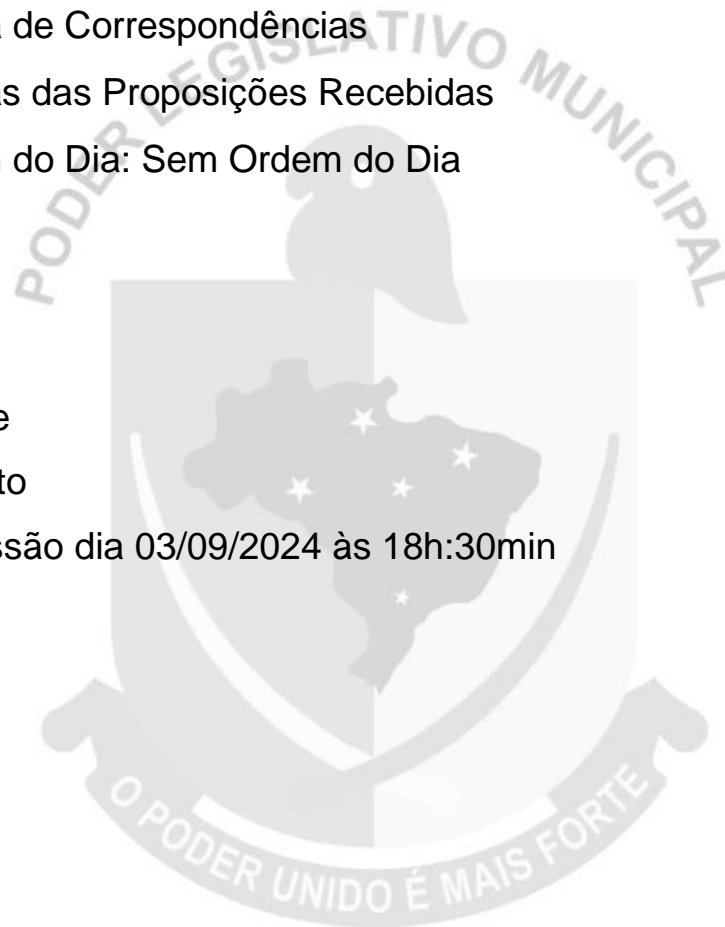 PODER LEGISLATIVO MUNICIPAL
a de Correspondências
as das Proposições Recebidas
do Dia: Sem Ordem do Dia
e
to
ssão dia 03/09/2024 às 18h:30min
O PODER UNIDO É MAIS FORTE